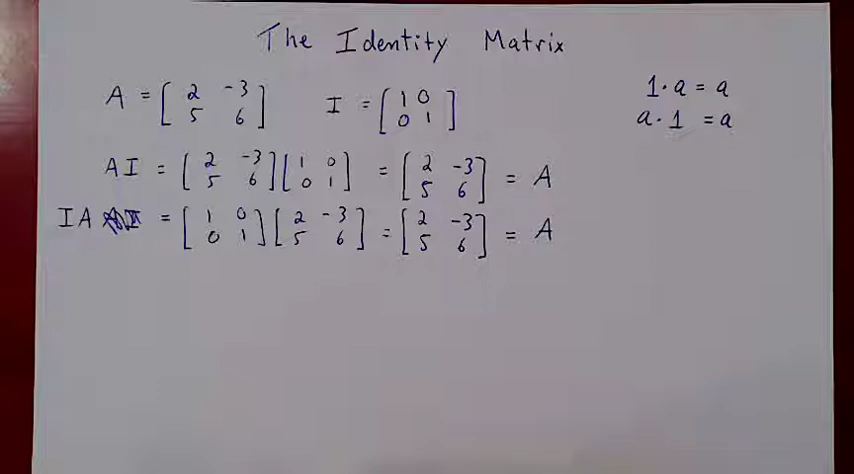 The Identity Matrix
A = [ 2 -3 I = [ 1 0 1·a = a
5 6 ] 0 1 ] a·1 = a
AI = [ 2 -3 ] [ 1 0 ] = [ 2 -3 ] = A
5 6 0 1 5 6
IA = [ 1 0 ] [ 2 -3 ] = [ 2 -3 ] = A
0 1 5 6 5 6